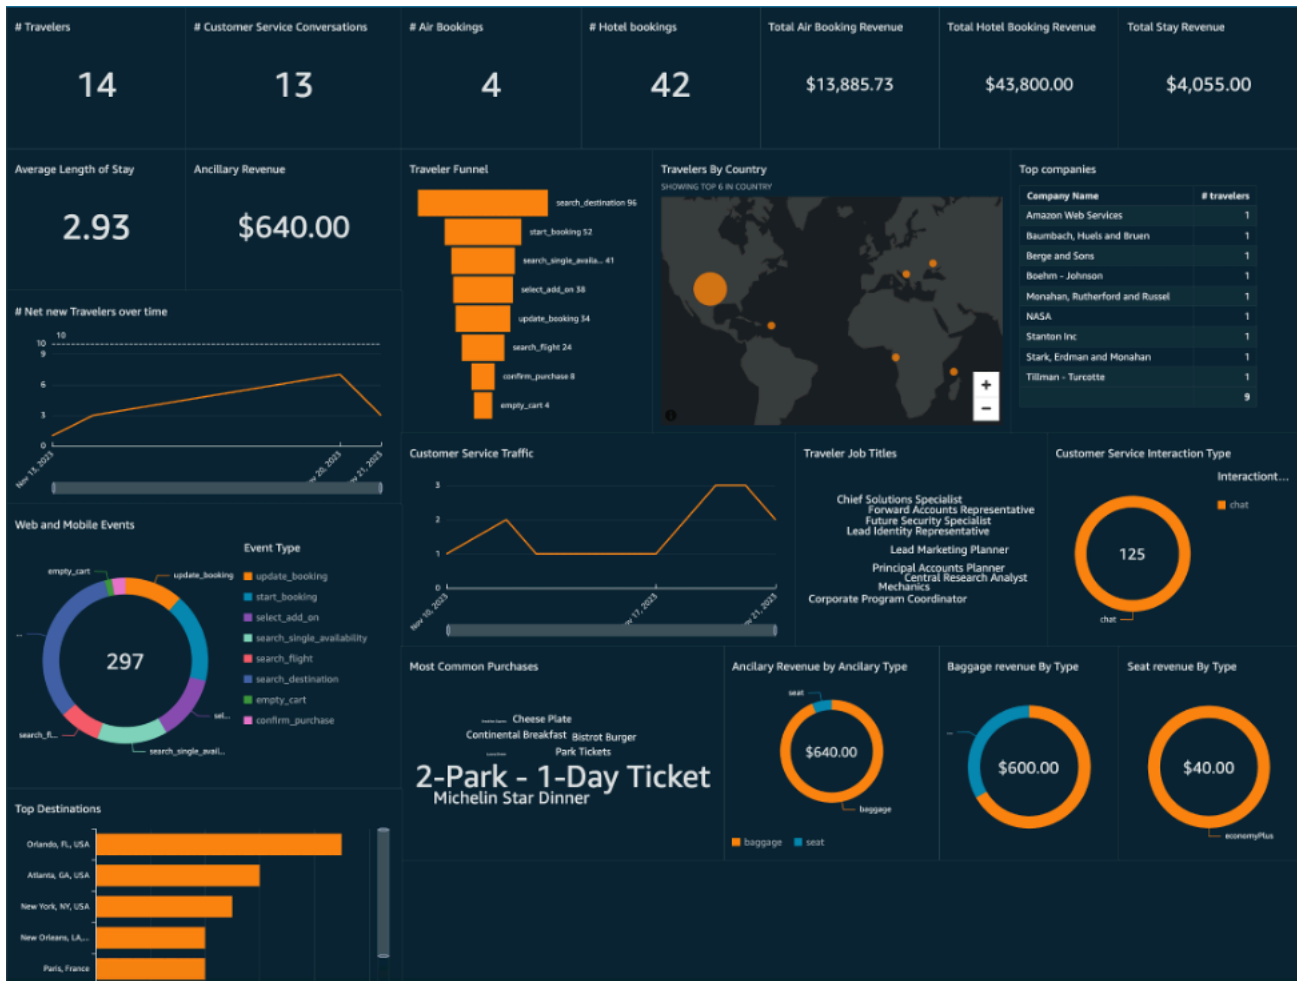 # Travelers
# Customer Service Conversations
# Air Bookings
# Hotel bookings
Total Air Booking Revenue
Total Hotel Booking Revenue
Total Stay Revenue
14
13
4
42
$13,885.73
$43,800.00
$4,055.00
Average Length of Stay
2.93
Ancillary Revenue
$640.00
Traveler Funnel
search_destination 96
start_booking 52
search_single_availa... 41
select_add_on 38
update_booking 34
search_flight 24
confirm_purchase 8
empty_cart 4
Travelers By Country
SHOWING TOP 6 IN COUNTRY
+
−
Top companies
Company Name # travelers
Amazon Web Services 1
Baumbach, Huels and Bruen 1
Berge and Sons 1
Boehm - Johnson 1
Monahan, Rutherford and Russel 1
NASA 1
Stanton Inc 1
Stark, Erdman and Monahan 1
Tillman - Turcotte 1
9
# Net new Travelers over time
10
10
9
6
3
0
Nov 13, 2023
ov 20, 2023
ov 21, 2023
Customer Service Traffic
3
2
1
0
Nov 10, 2023
ov 17, 2023
ov 21, 2023
Traveler Job Titles
Chief Solutions Specialist
Forward Accounts Representative
Future Security Specialist
Lead Identity Representative
Lead Marketing Planner
Principal Accounts Planner
Central Research Analyst
Mechanics
Corporate Program Coordinator
Customer Service Interaction Type
Interactiont...
chat
125
chat
Web and Mobile Events
297
empty_cart
update_booking
...
sel...
search_fl...
search_single_avail...
Event Type
update_booking
start_booking
select_add_on
search_single_availability
search_flight
search_destination
empty_cart
confirm_purchase
Most Common Purchases
Cheese Plate
Continental Breakfast
Bistrot Burger
Park Tickets
2-Park - 1-Day Ticket
Michelin Star Dinner
Ancilary Revenue by Ancilary Type
seat
$640.00
baggage
baggage
seat
Baggage revenue By Type
...
$600.00
Seat revenue By Type
$40.00
economyPlus
Top Destinations
Orlando, FL, USA
Atlanta, GA, USA
New York, NY, USA
New Orleans, LA,...
Paris, France